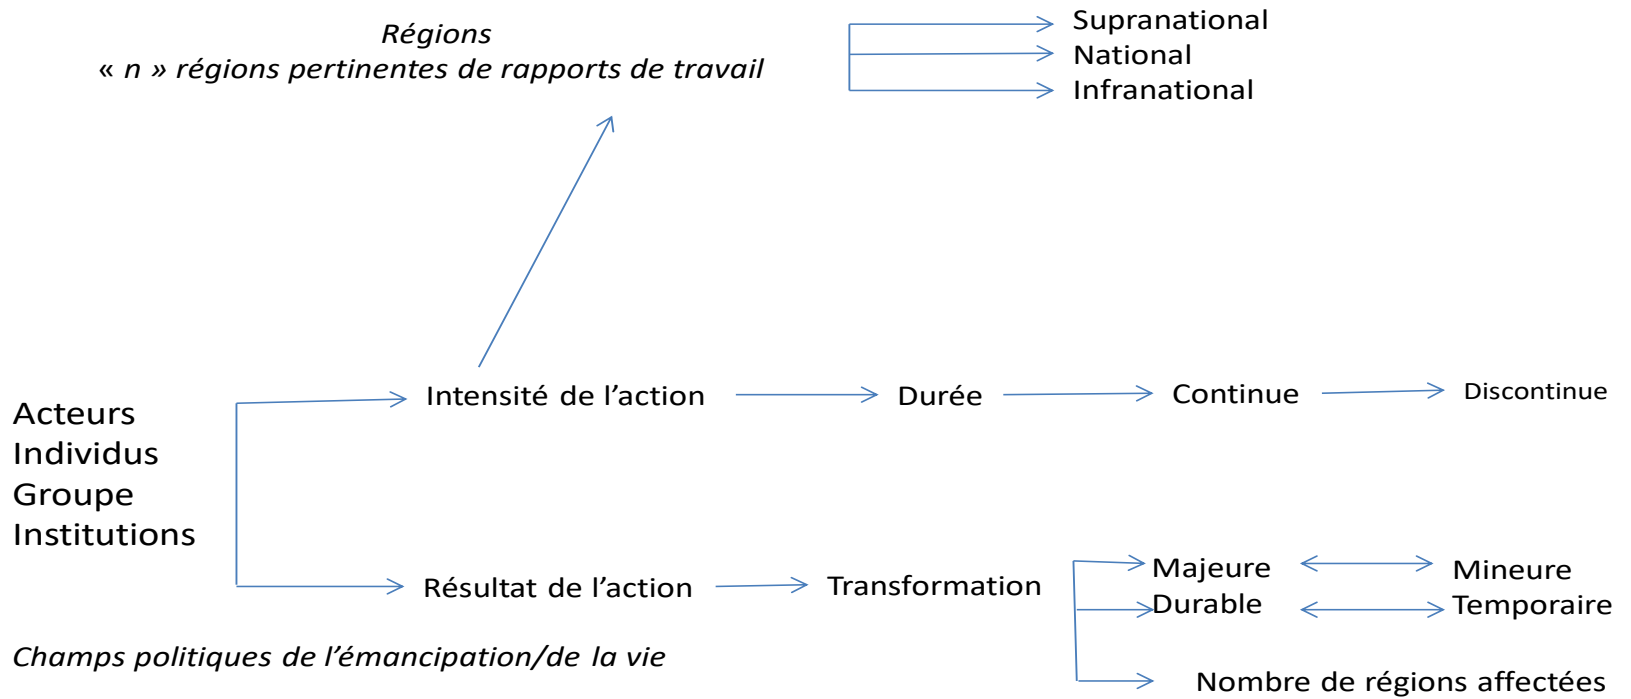 Régions
« n » régions pertinentes de rapports de travail
Supranational
National
Infranational
Intensité de l’action
Durée
Continue
Discontinue
Acteurs
Individus
Groupe
Institutions
Résultat de l’action
Transformation
Majeure
Mineure
Durable
Temporaire
Champs politiques de l’émancipation/de la vie
Nombre de régions affectées